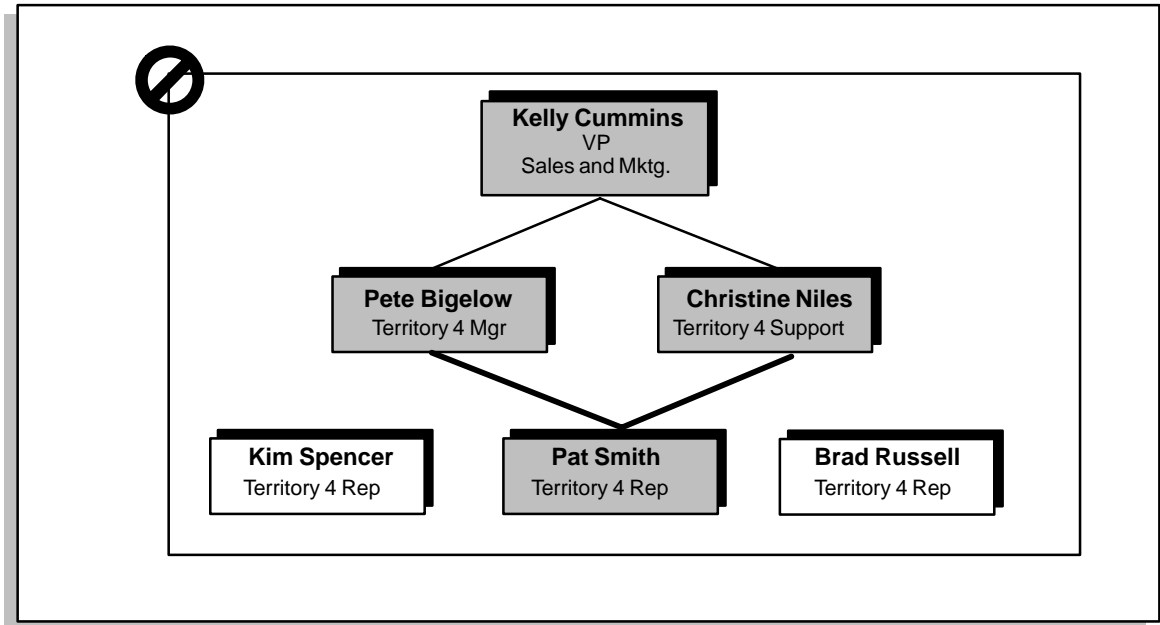 Kelly Cummins
VP
Sales and Mktg.
Pete Bigelow
Territory 4 Mgr
Christine Niles
Territory 4 Support
Kim Spencer
Territory 4 Rep
Pat Smith
Territory 4 Rep
Brad Russell
Territory 4 Rep